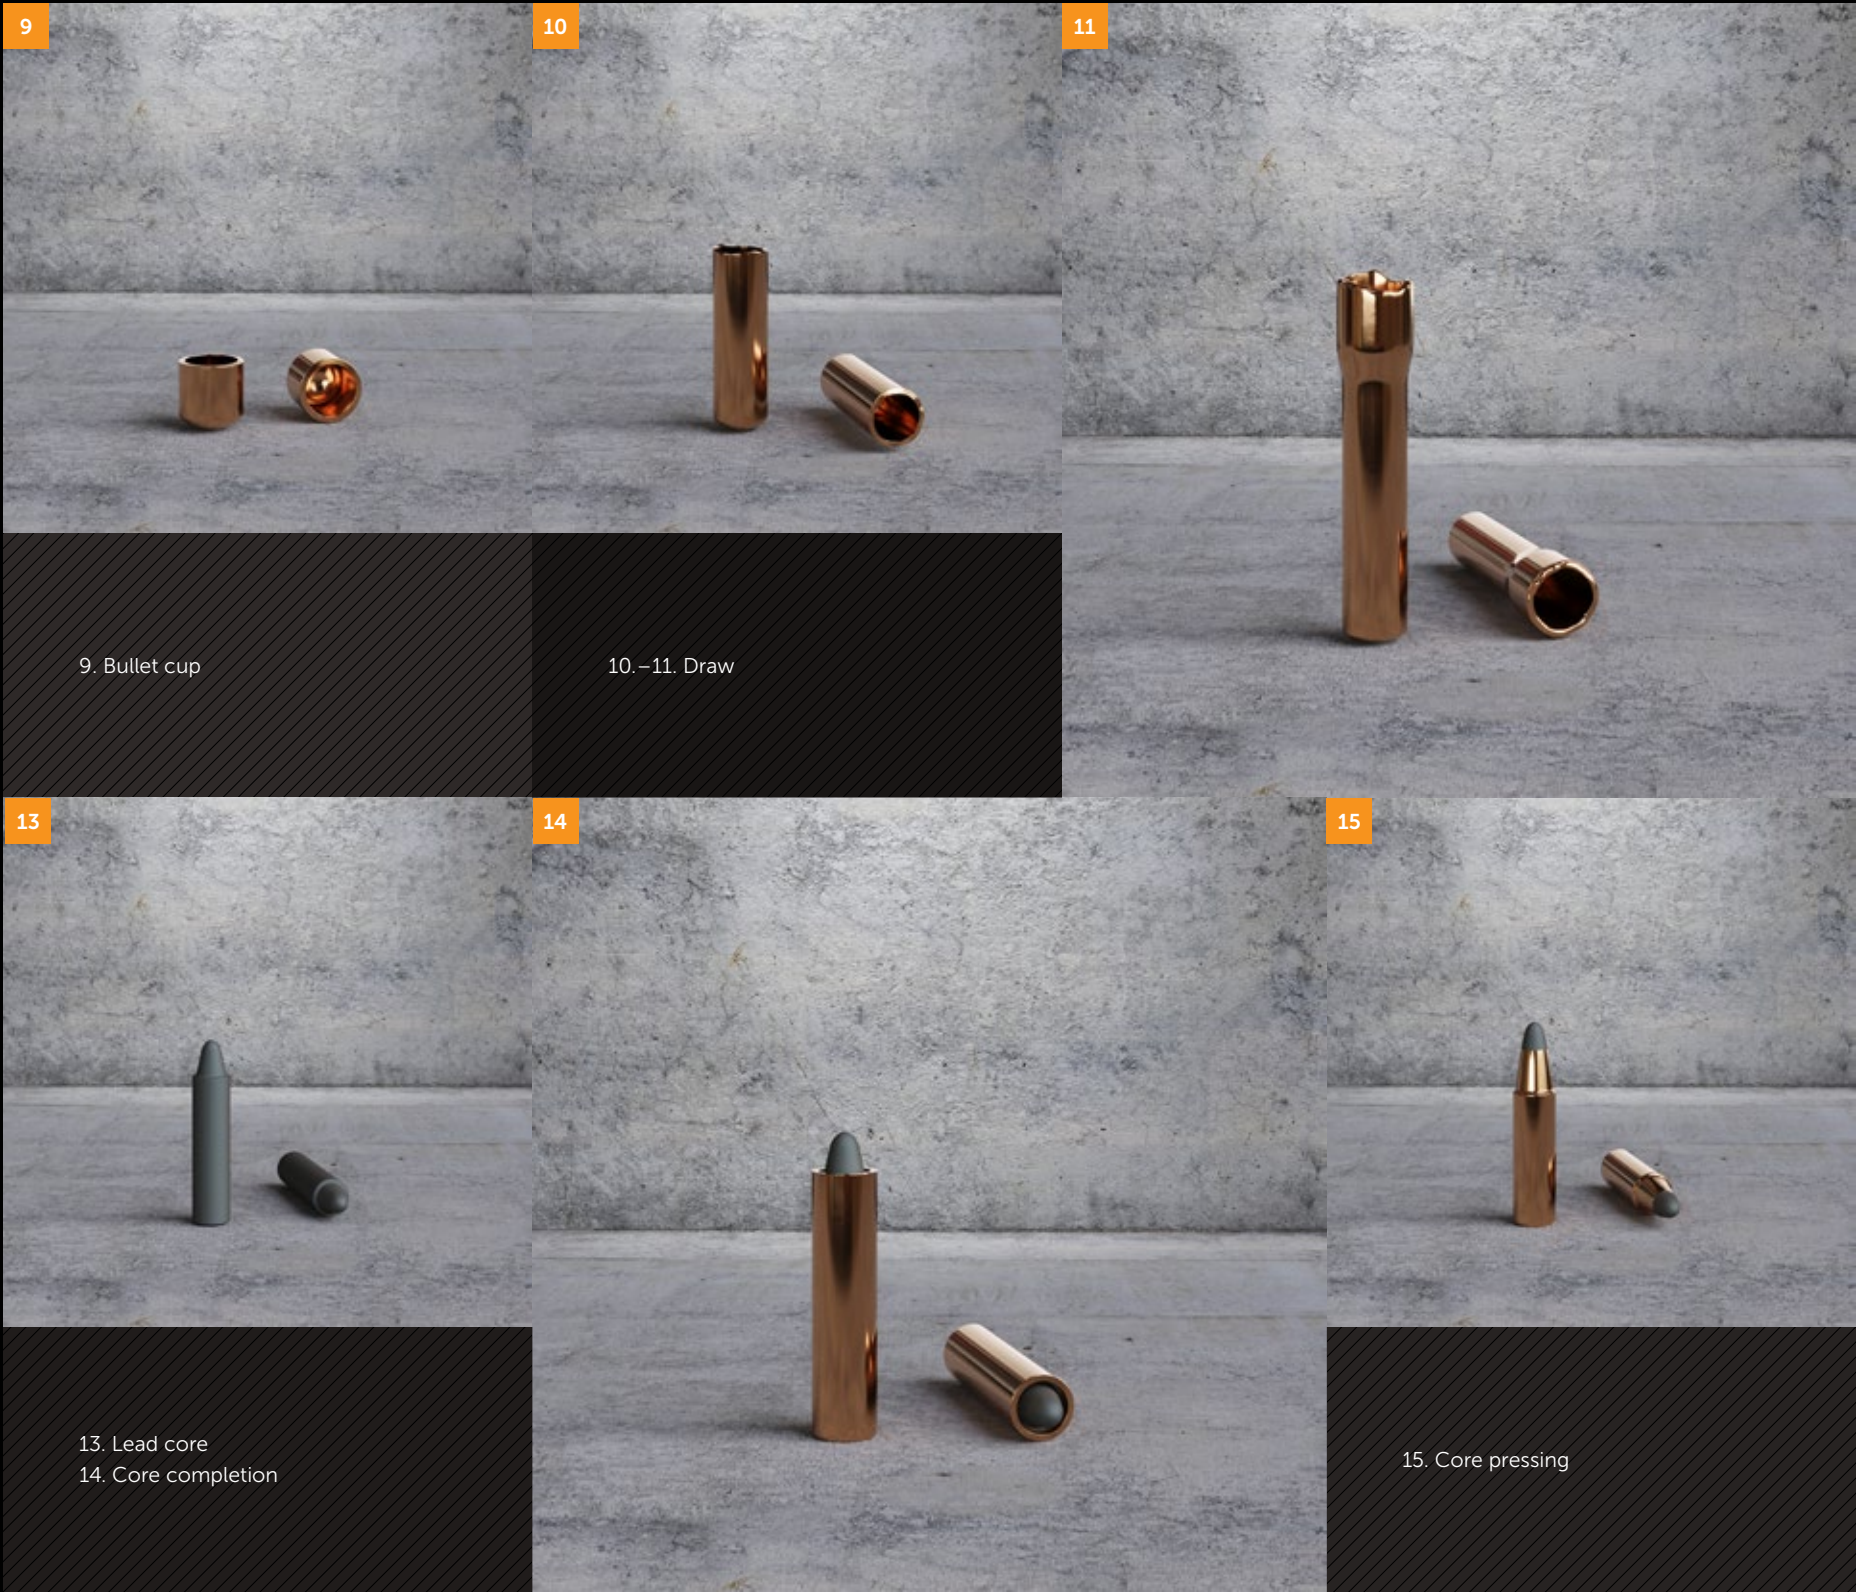 9
10
11
9. Bullet cup
10.–11. Draw
13
14
15
13. Lead core
14. Core completion
15. Core pressing